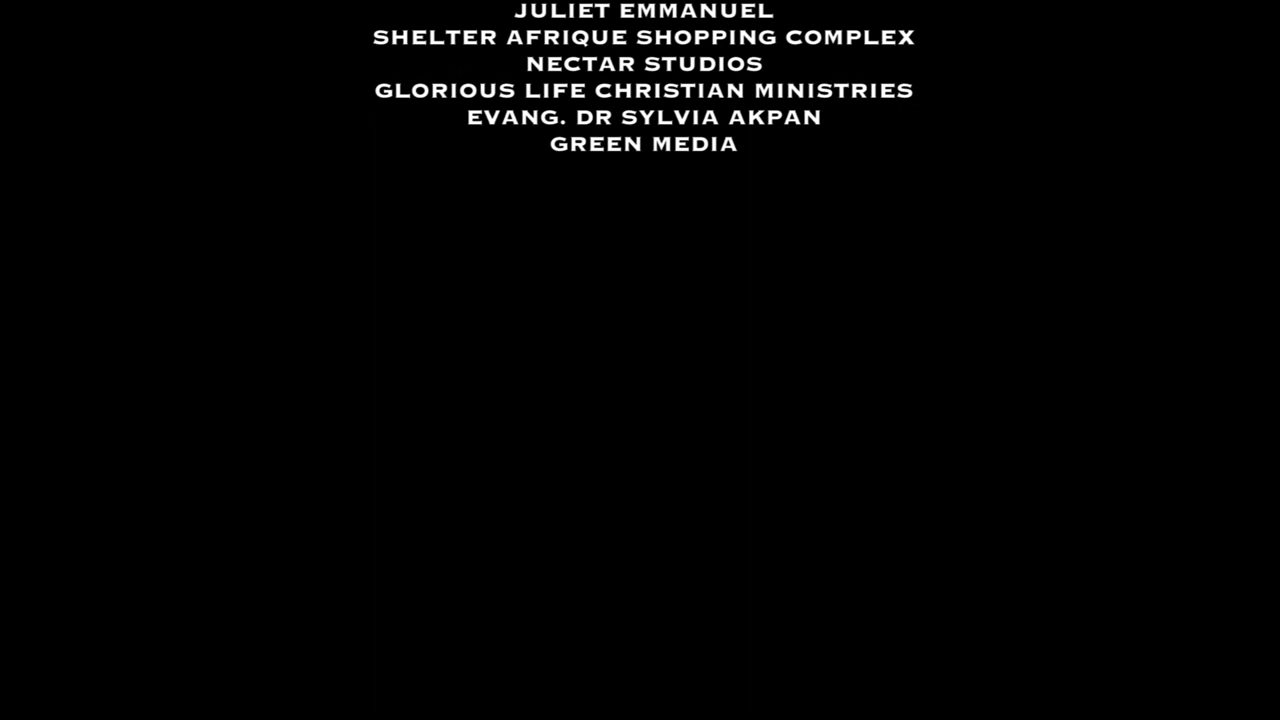 JULIET EMMANUEL
SHELTER AFRIQUE SHOPPING COMPLEX
NECTAR STUDIOS
GLORIOUS LIFE CHRISTIAN MINISTRIES
EVANG. DR SYLVIA AKPAN
GREEN MEDIA